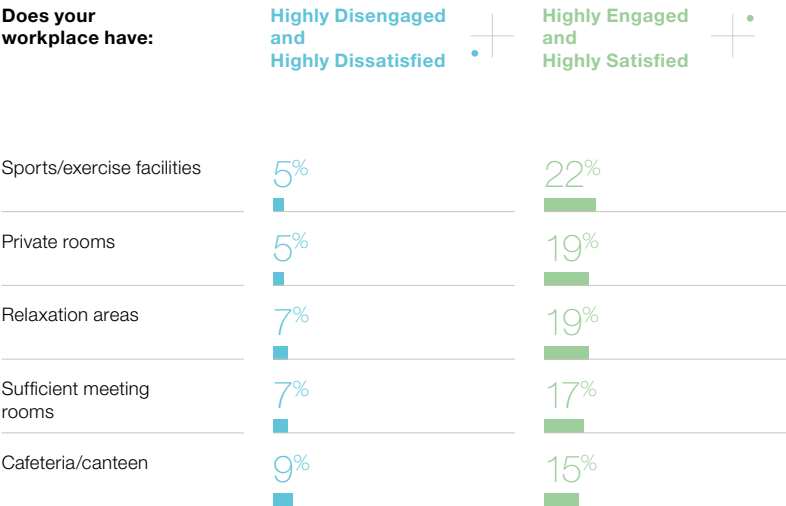 Does your
workplace have:
Highly Disengaged
and
Highly Dissatisfied
Highly Engaged
and
Highly Satisfied
Sports/exercise facilities
5%
22%
Private rooms
5%
19%
Relaxation areas
7%
19%
Sufficient meeting
rooms
7%
17%
Cafeteria/canteen
9%
15%